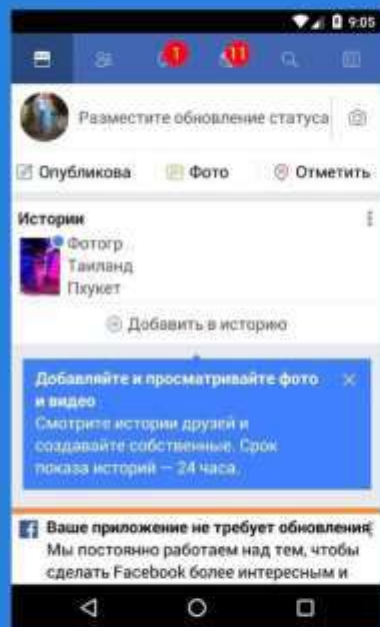 9:05
1
11
Разместите обновление статуса
Опубликова
Фото
Отметить
Истории
Фотогр
Таиланд
Пхукет
Добавить в историю
Добавляйте и просматривайте фото
и видео
Смотрите истории друзей и
создавайте собственные. Срок
показа историй — 24 часа.
Ваше приложение не требует обновления
Мы постоянно работаем над тем, чтобы
сделать Facebook более интересным и